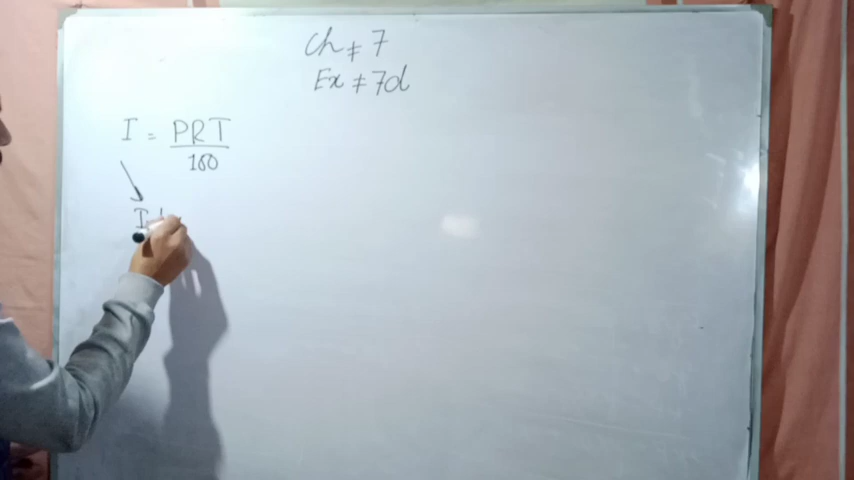 Ch # 7
Ex # 7d
I = PRT
100
I